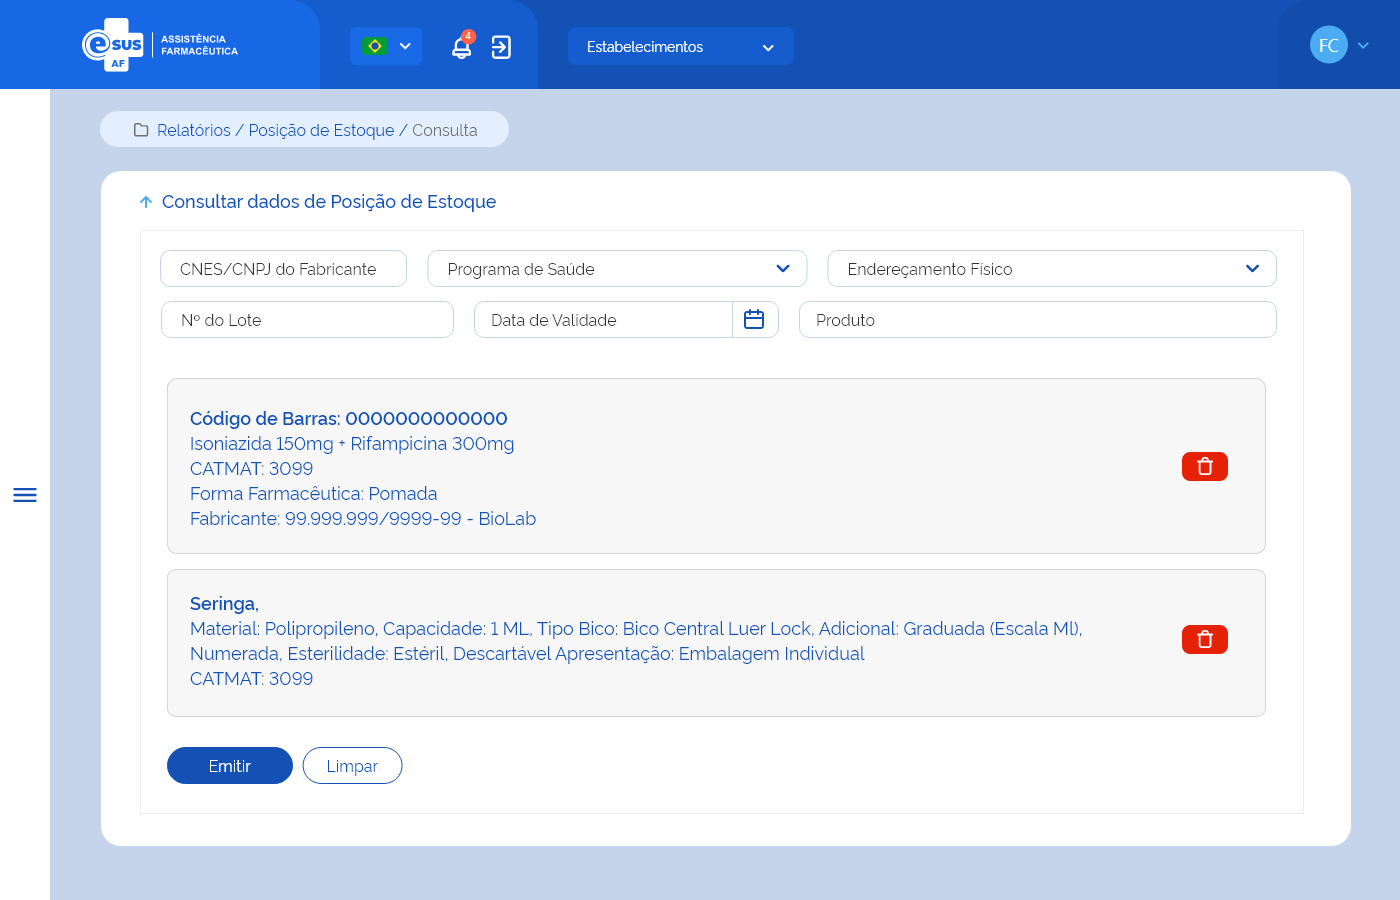 e sus
AF
ASSISTÊNCIA
FARMACÊUTICA
4
Estabelecimentos
FC
Relatórios / Posição de Estoque / Consulta
Consultar dados de Posição de Estoque
CNES/CNPJ do Fabricante
Programa de Saúde
Endereçamento Físico
Nº do Lote
Data de Validade
Produto
Código de Barras: 0000000000000
Isoniazida 150mg + Rifampicina 300mg
CATMAT: 3099
Forma Farmacêutica: Pomada
Fabricante: 99.999.999/9999-99 - BioLab
Seringa,
Material: Polipropileno, Capacidade: 1 ML, Tipo Bico: Bico Central Luer Lock, Adicional: Graduada (Escala Ml),
Numerada, Esterilidade: Estéril, Descartável Apresentação: Embalagem Individual
CATMAT: 3099
Emitir
Limpar